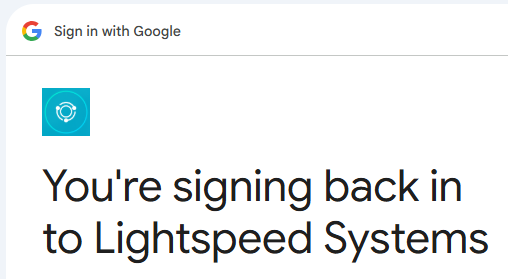 Sign in with Google
You're signing back in
to Lightspeed Systems